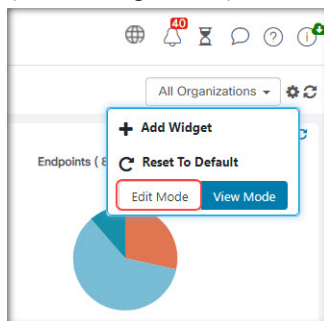 40
All Organizations
Add Widget
Endpoints ( 8
Reset To Default
Edit Mode View Mode